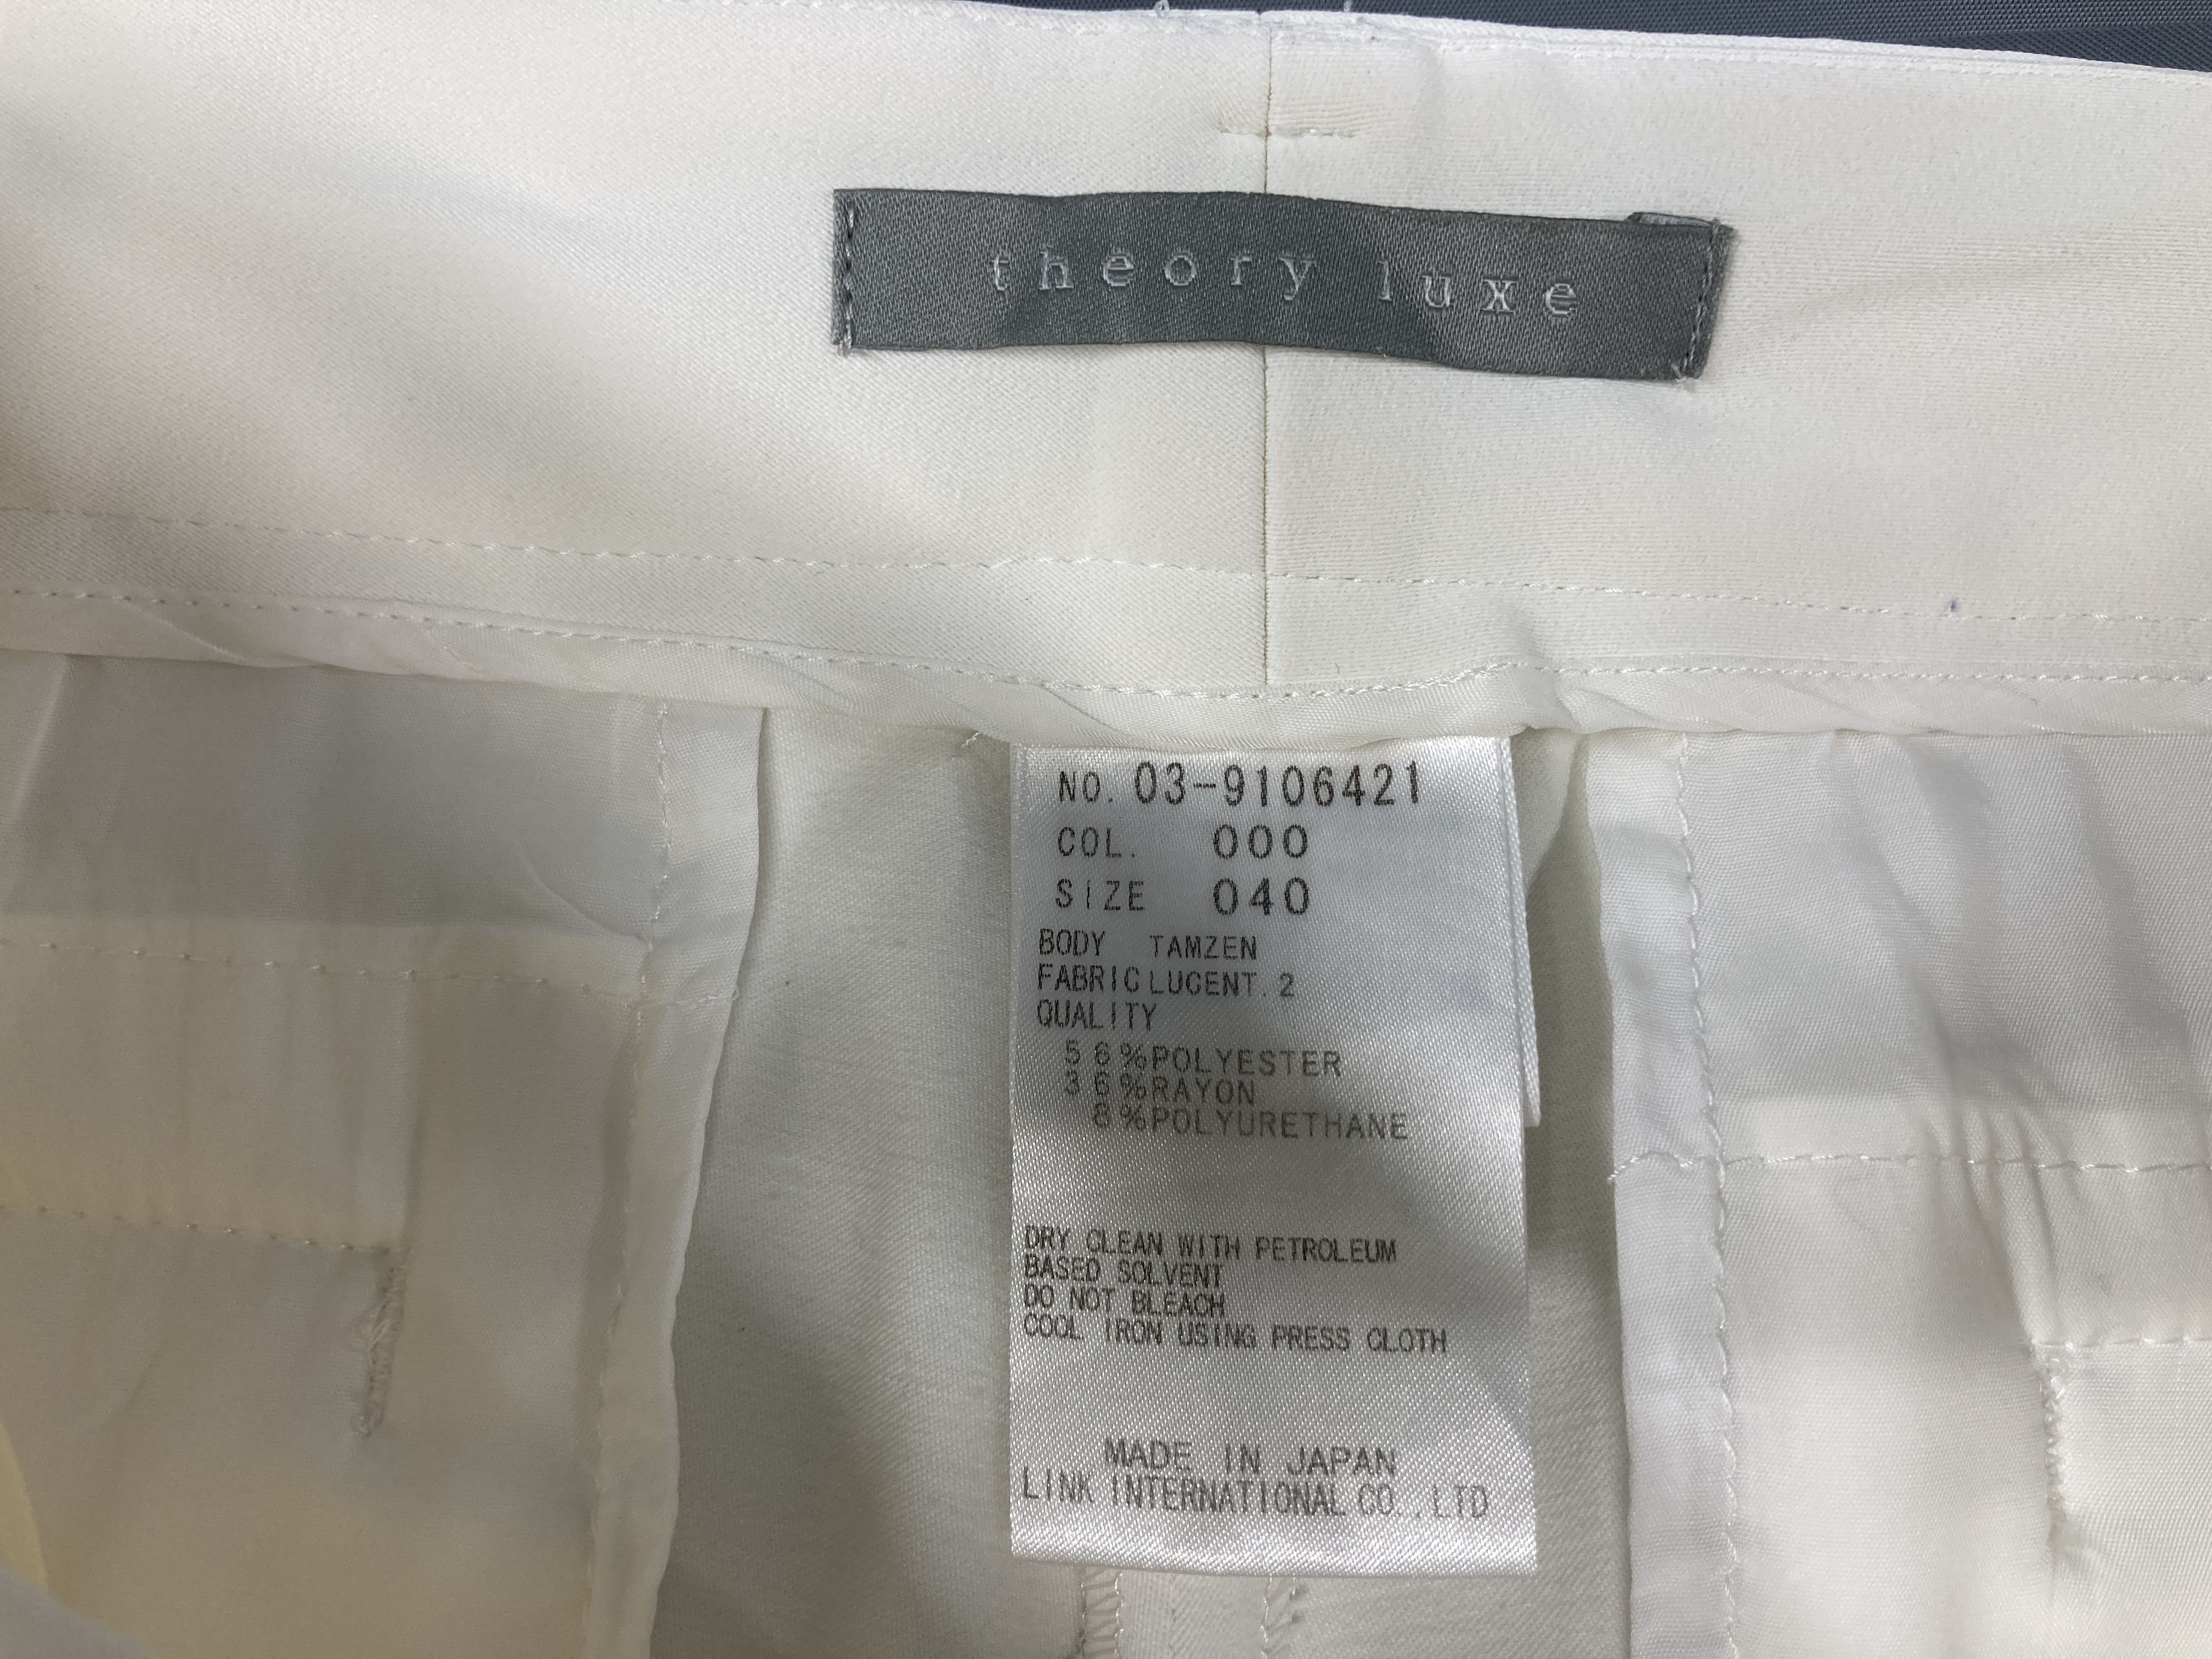 theory luxe
NO. 03-9106421
COL. 000
SIZE 040
BODY TAMZEN
FABRIC LUCENT.2
QUALITY
56%POLYESTER
36%RAYON
8%POLYURETHANE
DRY CLEAN WITH PETROLEUM
BASED SOLVENT
DO NOT BLEACH
COOL IRON USING PRESS CLOTH
MADE IN JAPAN
LINK INTERNATIONAL CO.,LTD